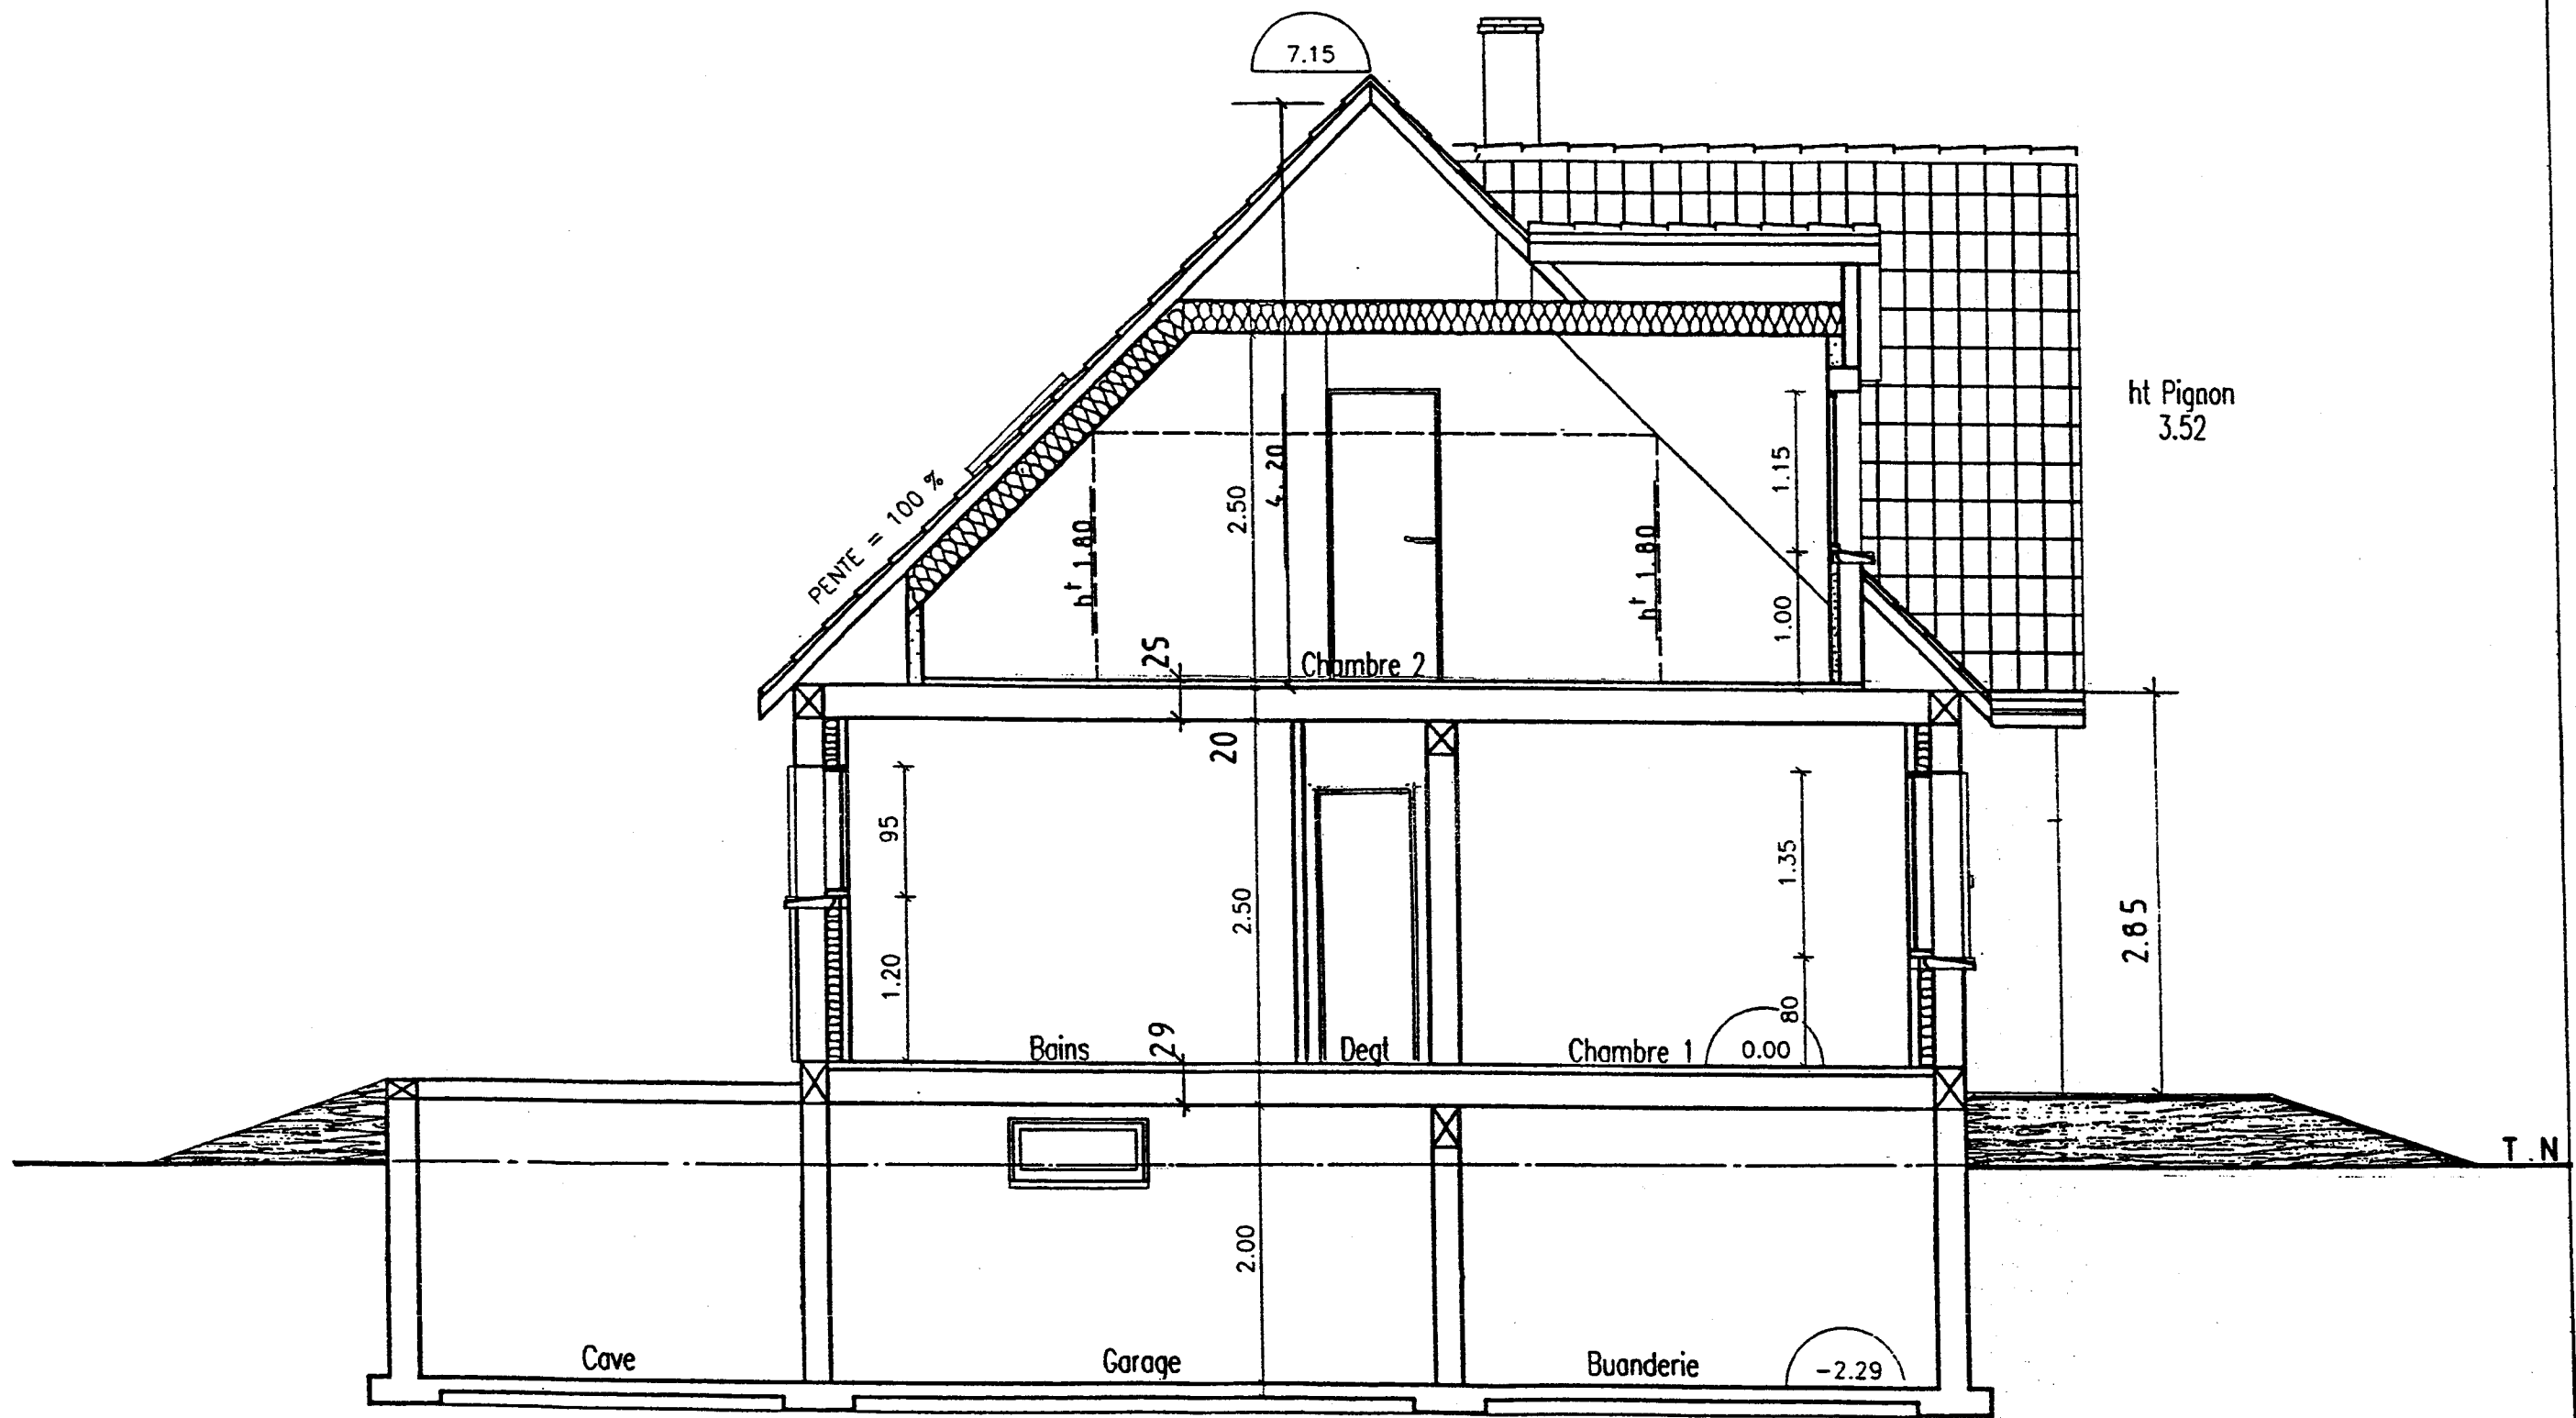 7.15
ht Pignon
3.52
PENTE = 100 %
2.50
4.20
1.15
hᵗ 1.80
hᵗ 1.80
1.00
25
Chambre 2
20
95
1.35
2.50
2.85
1.20
80
Bains
29
Degt
Chambre 1
0.00
T.N
2.00
Cave
Garage
Buanderie
-2.29